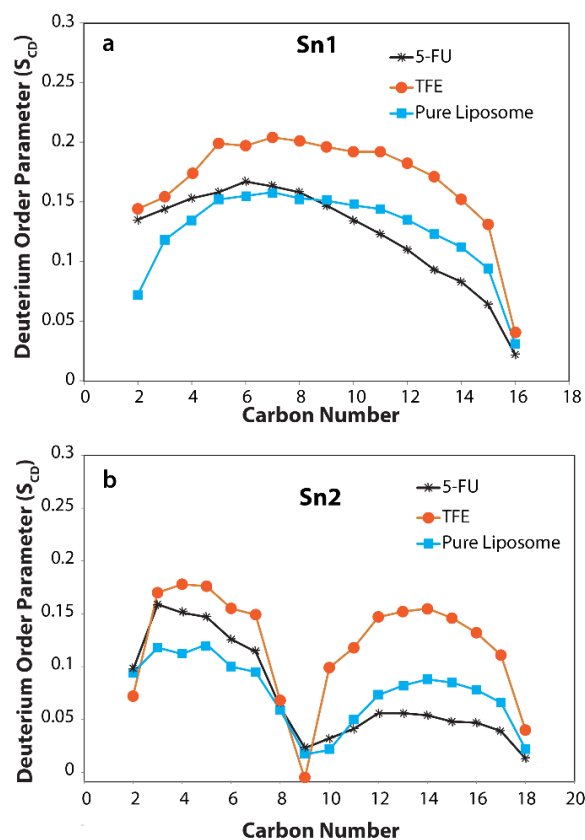 a
Sn1
5-FU
TFE
Pure Liposome
Deuterium Order Parameter (S_CD)
0.3
0.25
0.2
0.15
0.1
0.05
0
0 2 4 6 8 10 12 14 16 18
Carbon Number
b
Sn2
5-FU
TFE
Pure Liposome
Deuterium Order Parameter (S_CD)
0.3
0.25
0.2
0.15
0.1
0.05
0
0 2 4 6 8 10 12 14 16 18 20
Carbon Number